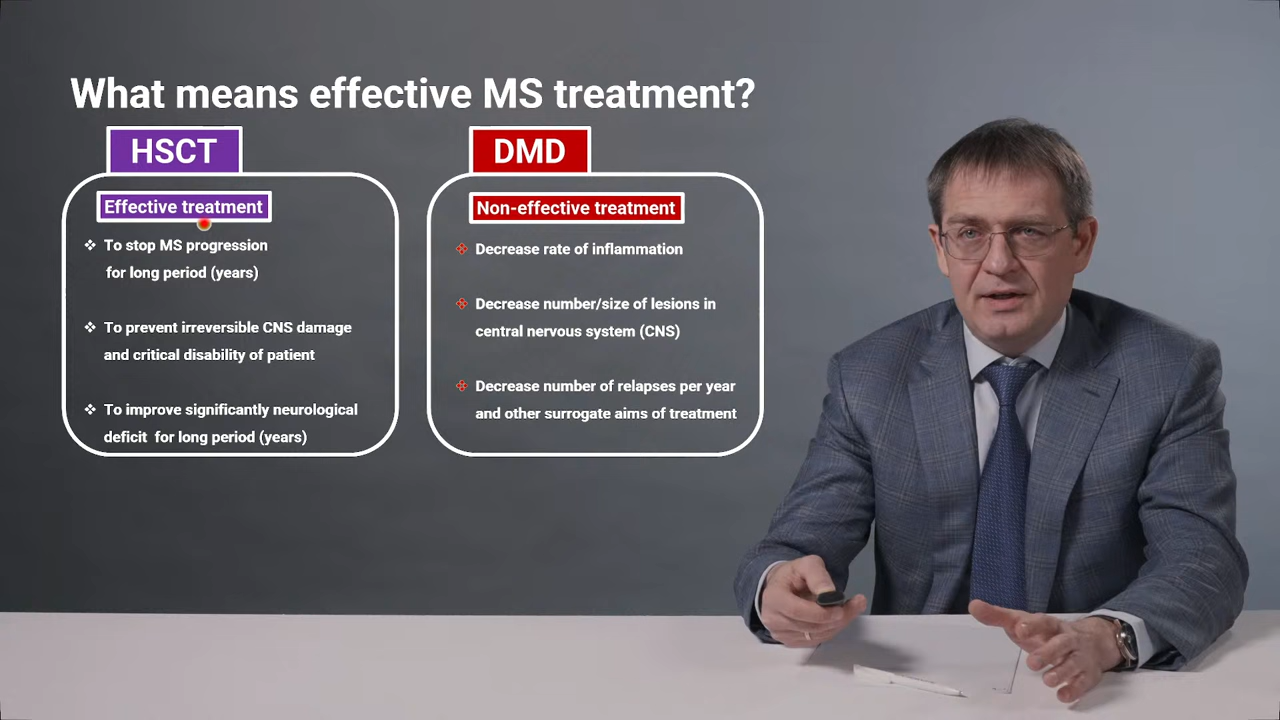 What means effective MS treatment?
HSCT
Effective treatment
❖ To stop MS progression
for long period (years)
❖ To prevent irreversible CNS damage
and critical disability of patient
❖ To improve significantly neurological
deficit for long period (years)
DMD
Non-effective treatment
Decrease rate of inflammation
Decrease number/size of lesions in
central nervous system (CNS)
Decrease number of relapses per year
and other surrogate aims of treatment